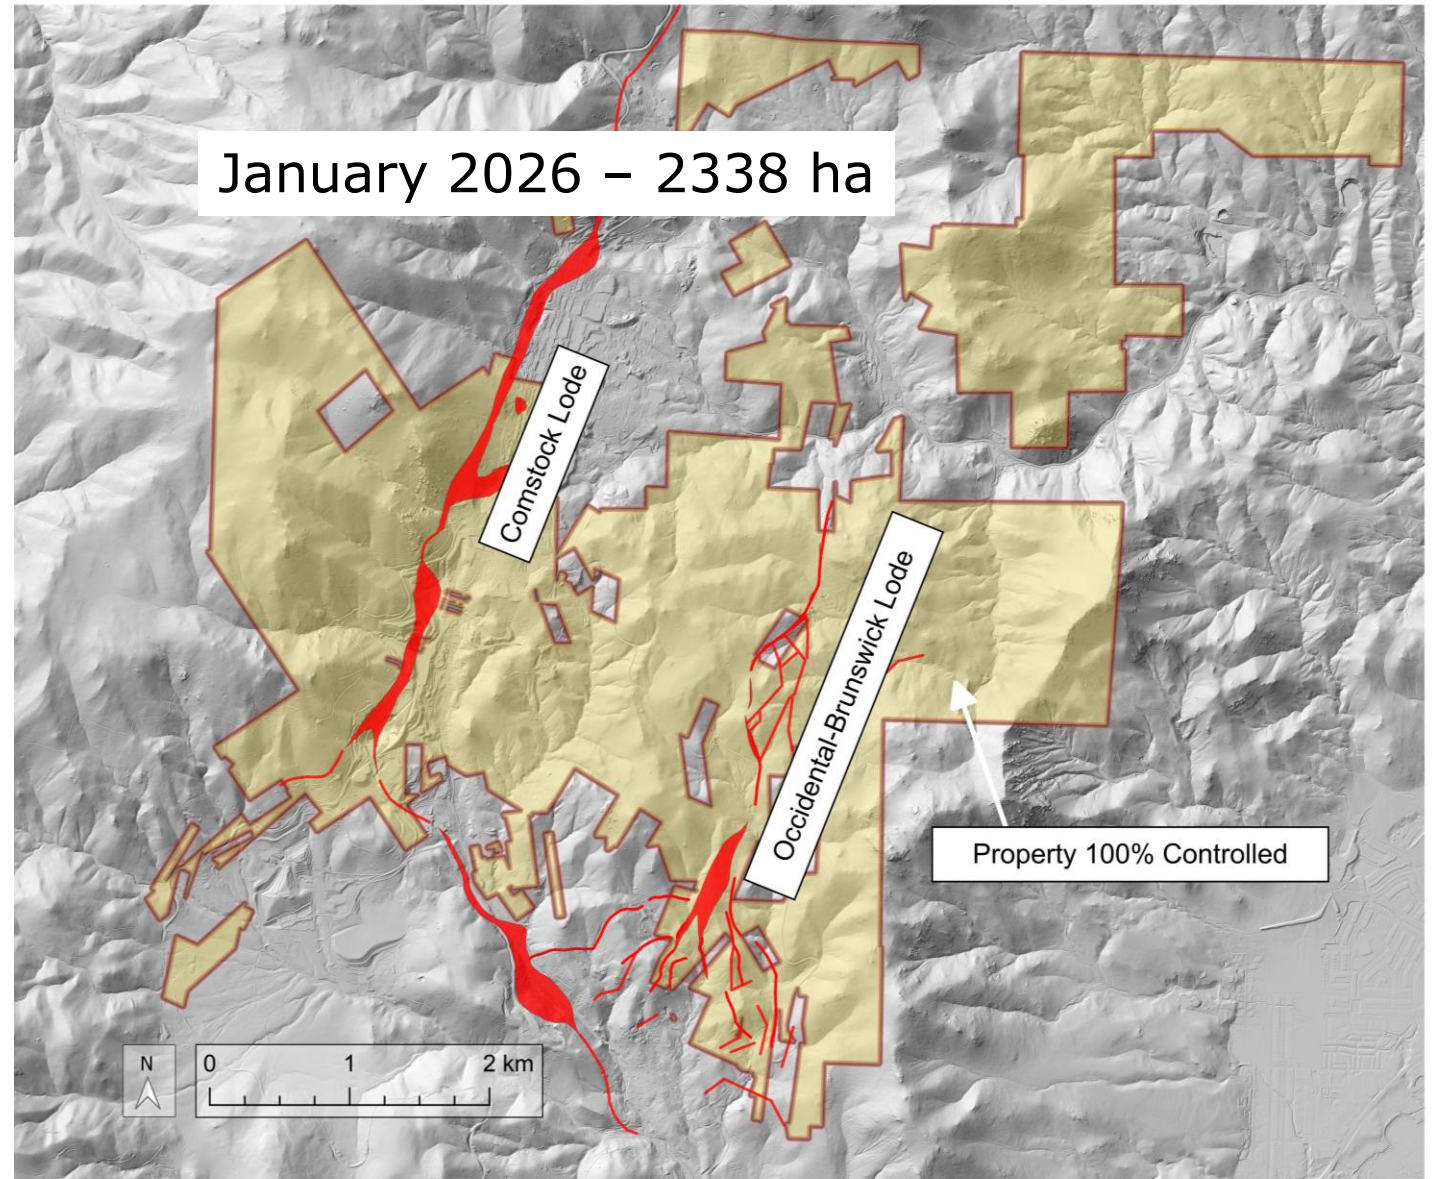 January 2026 – 2338 ha
Comstock Lode
Occidental-Brunswick Lode
Property 100% Controlled
N
0 1 2 km